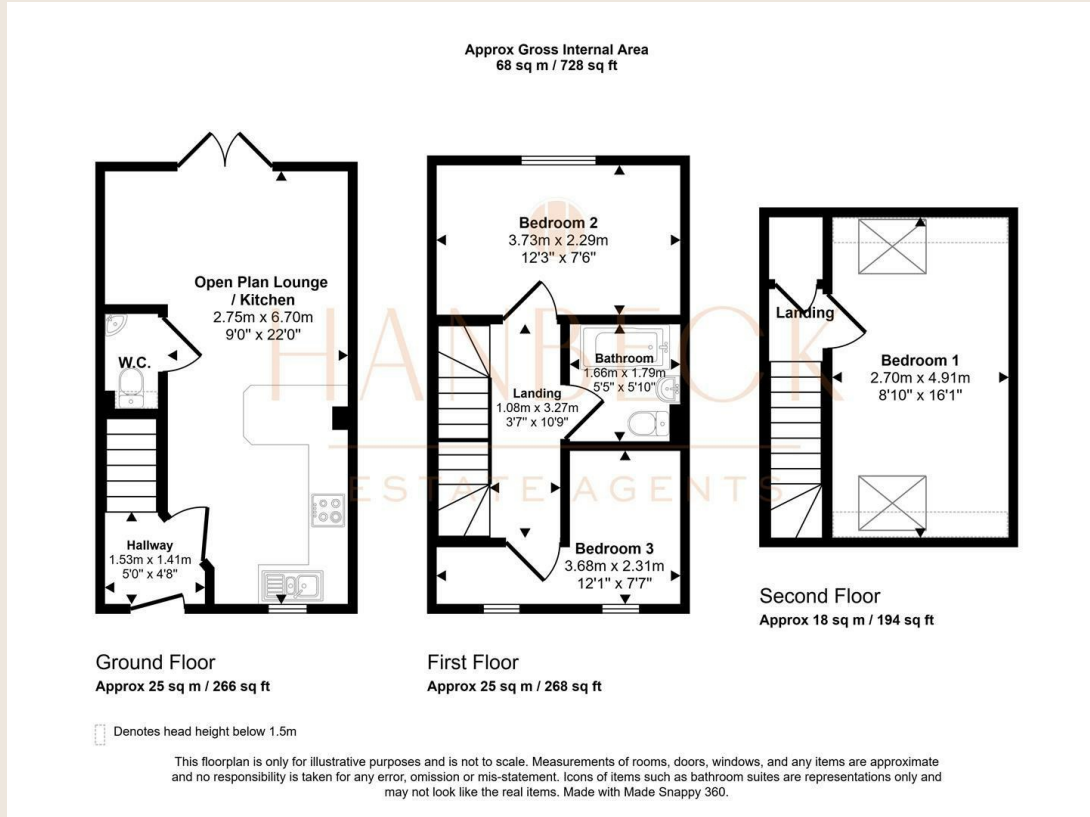 Approx Gross Internal Area
68 sq m / 728 sq ft
Open Plan Lounge
/ Kitchen
2.75m x 6.70m
9'0" x 22'0"
W.C.
Hallway
1.53m x 1.41m
5'0" x 4'8"
Ground Floor
Approx 25 sq m / 266 sq ft
Bedroom 2
3.73m x 2.29m
12'3" x 7'6"
Bathroom
1.66m x 1.79m
5'5" x 5'10"
Landing
1.08m x 3.27m
3'7" x 10'9"
Bedroom 3
3.68m x 2.31m
12'1" x 7'7"
First Floor
Approx 25 sq m / 268 sq ft
Landing
Bedroom 1
2.70m x 4.91m
8'10" x 16'1"
Second Floor
Approx 18 sq m / 194 sq ft
HANBECK
ESTATE AGENTS
Denotes head height below 1.5m
This floorplan is only for illustrative purposes and is not to scale. Measurements of rooms, doors, windows, and any items are approximate
and no responsibility is taken for any error, omission or mis-statement. Icons of items such as bathroom suites are representations only and
may not look like the real items. Made with Made Snappy 360.